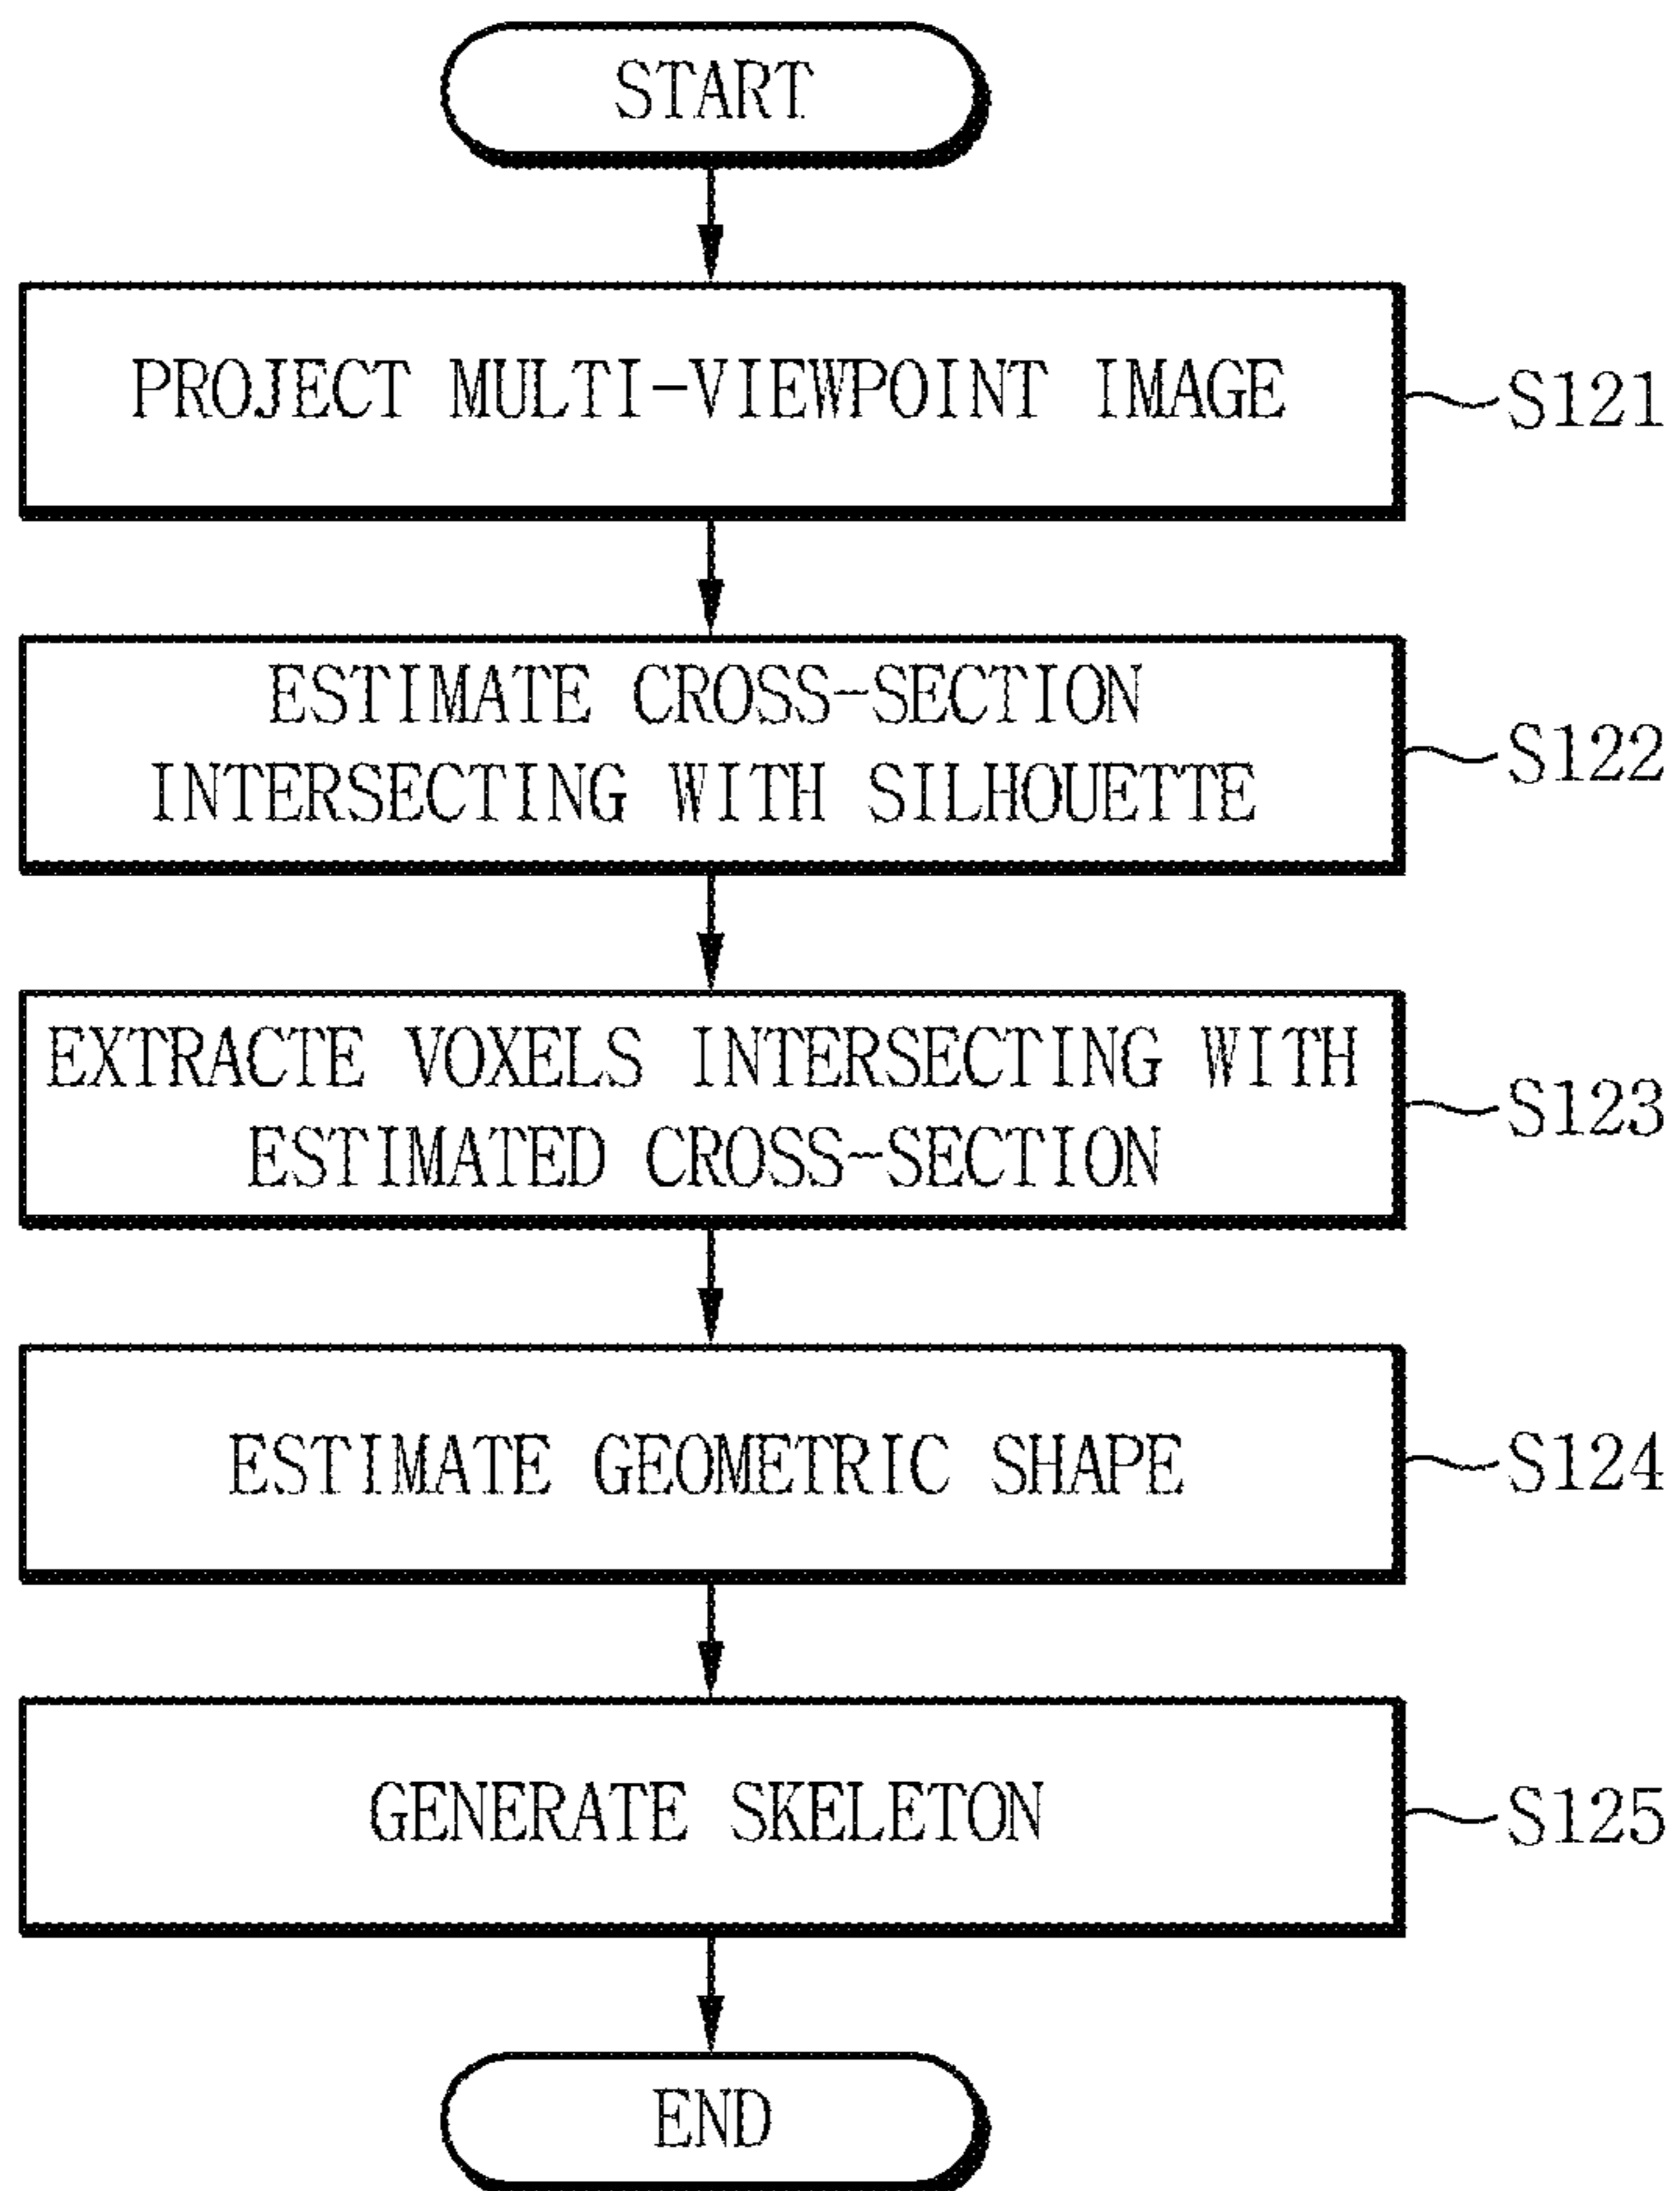 START
PROJECT MULTI-VIEWPOINT IMAGE
S121
ESTIMATE CROSS-SECTION
INTERSECTING WITH SILHOUETTE
S122
EXTRACTE VOXELS INTERSECTING WITH
ESTIMATED CROSS-SECTION
S123
ESTIMATE GEOMETRIC SHAPE
S124
GENERATE SKELETON
S125
END